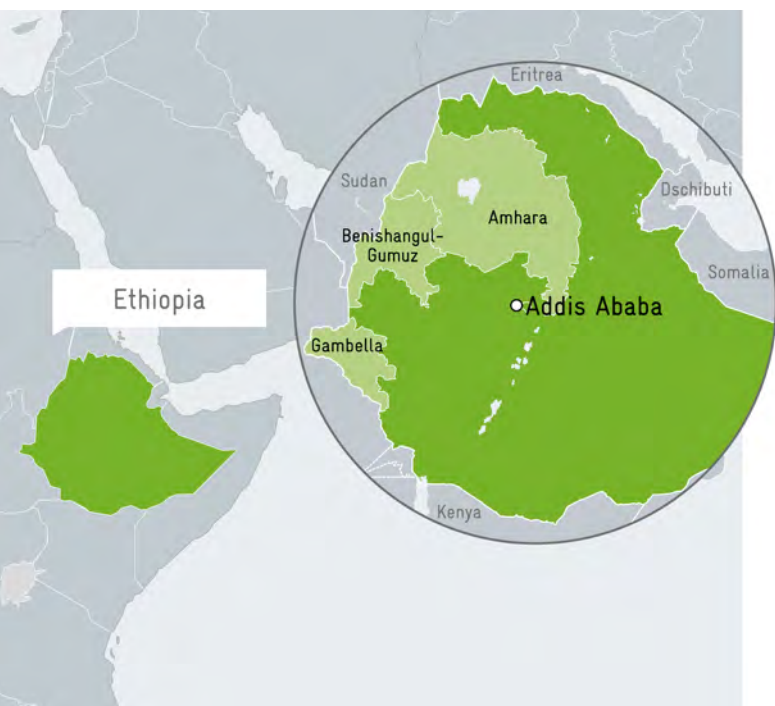 Eritrea
Sudan
Dschibuti
Amhara
Benishangul-
Gumuz
Somalia
Ethiopia
Addis Ababa
Gambella
Kenya